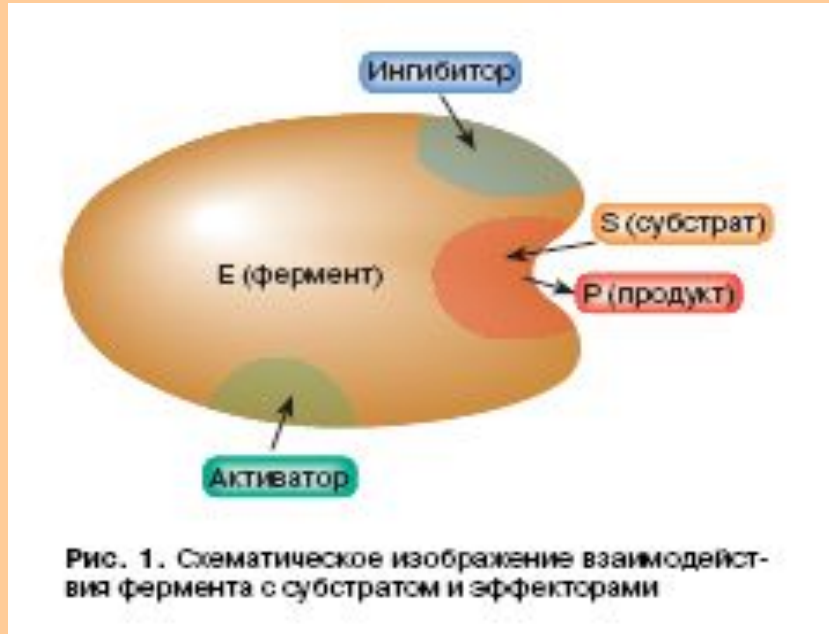 Ингибитор
S (субстрат)
E (фермент)
P (продукт)
Активатор
Рис. 1. Схематическое изображение взаимодейст-
вия фермента с субстратом и эффекторами